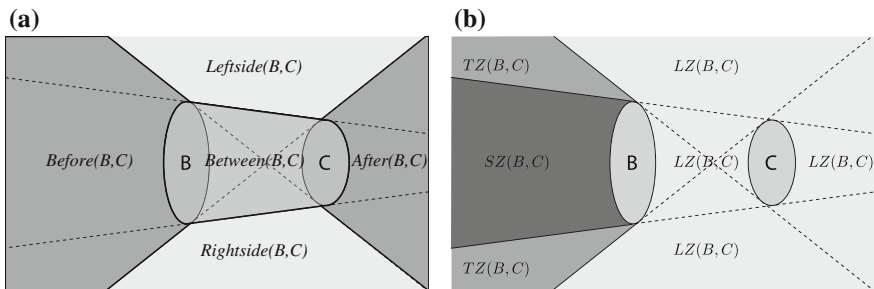 (a)
Leftside(B,C)
Before(B,C)
B
Between(B,C)
C
After(B,C)
Rightside(B,C)
(b)
TZ(B, C)
LZ(B, C)
SZ(B, C)
B
LZ(B, C)
C
LZ(B, C)
TZ(B, C)
LZ(B, C)